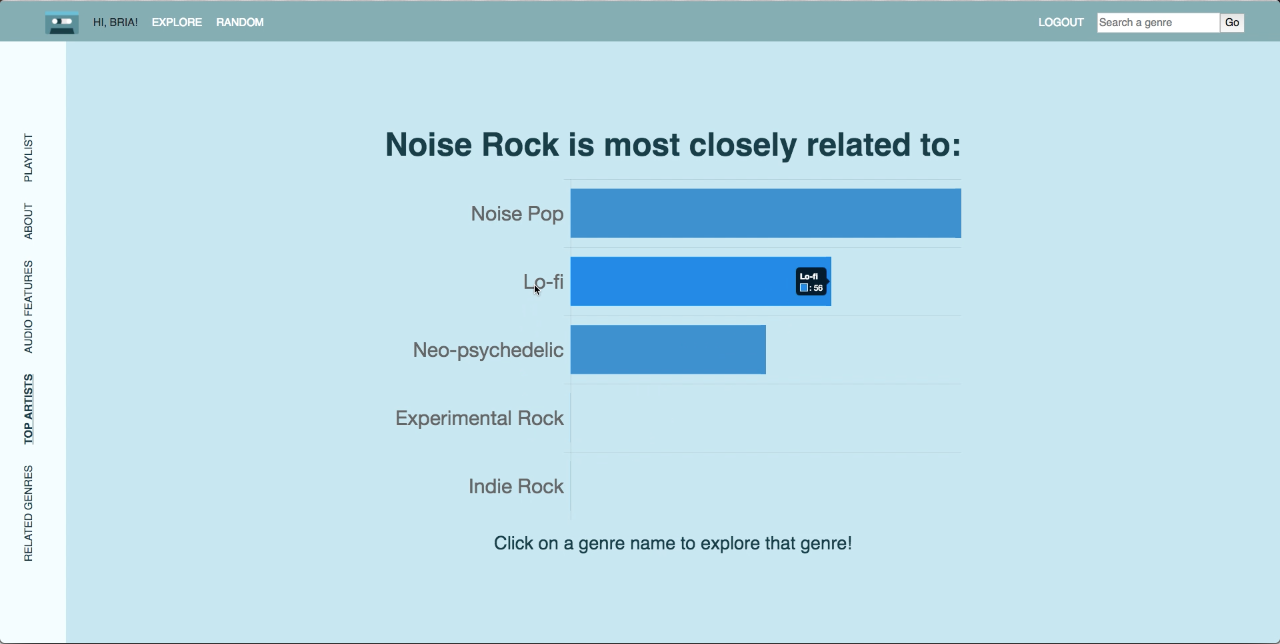 HI, BRIA! EXPLORE RANDOM LOGOUT Search a genre Go
PLAYLIST
ABOUT
AUDIO FEATURES
TOP ARTISTS
RELATED GENRES
Noise Rock is most closely related to:
Noise Pop
Lo-fi
Lo-fi
: 56
Neo-psychedelic
Experimental Rock
Indie Rock
Click on a genre name to explore that genre!